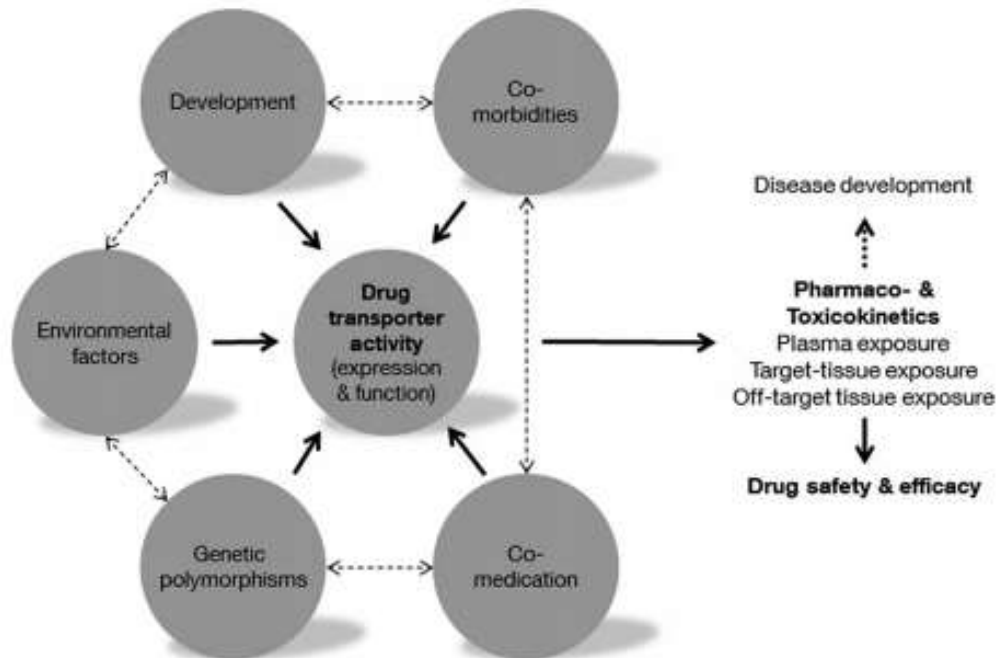 Development
Co-
morbidities
Environmental
factors
Drug
transporter
activity
(expression
& function)
Genetic
polymorphisms
Co-
medication
Disease development
Pharmaco- &
Toxicokinetics
Plasma exposure
Target-tissue exposure
Off-target tissue exposure
Drug safety & efficacy